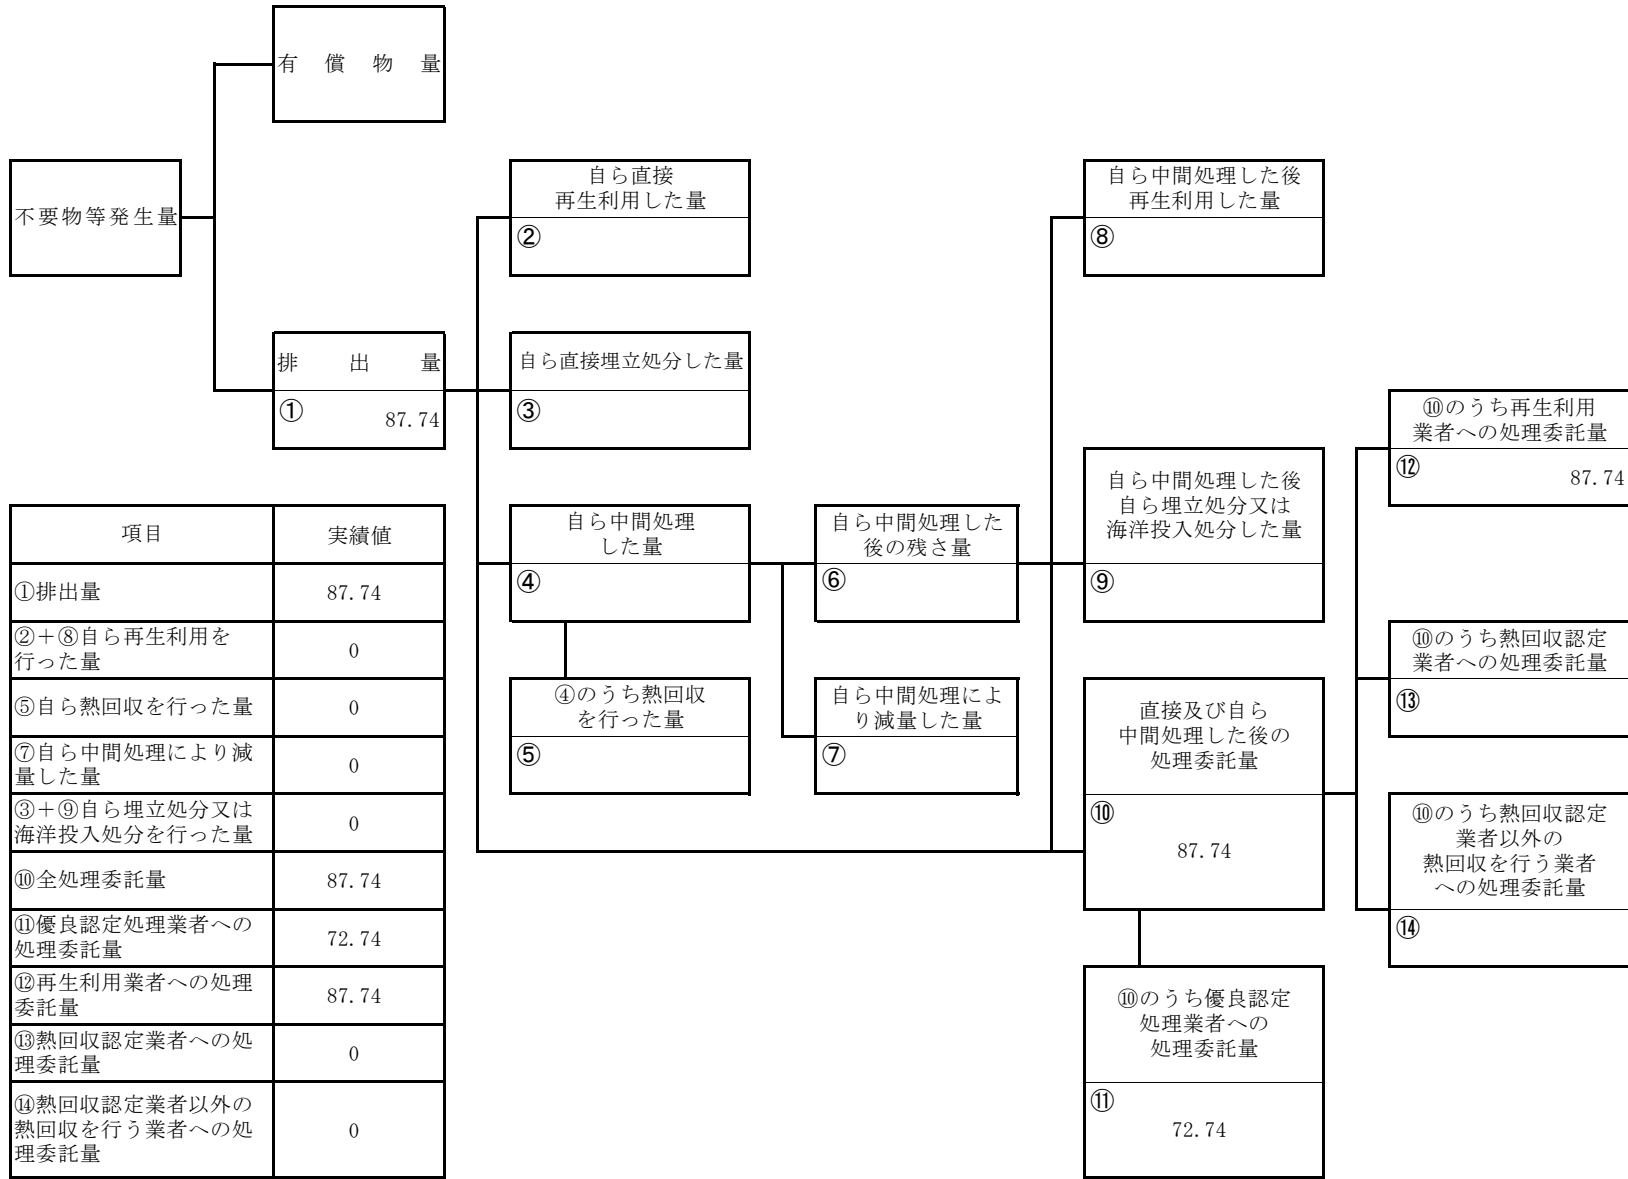 有償物量
不要物等発生量
排出量
① 87.74
自ら直接
再生利用した量
②
自ら直接埋立処分した量
③
自ら中間処理
した量
④
④のうち熱回収
を行った量
⑤
自ら中間処理した
後の残さ量
⑥
自ら中間処理によ
り減量した量
⑦
自ら中間処理した後
再生利用した量
⑧
自ら中間処理した後
自ら埋立処分又は
海洋投入処分した量
⑨
直接及び自ら
中間処理した後の
処理委託量
⑩
87.74
⑩のうち優良認定
処理業者への
処理委託量
⑪
72.74
⑩のうち再生利用
業者への処理委託量
⑫ 87.74
⑩のうち熱回収認定
業者への処理委託量
⑬
⑩のうち熱回収認定
業者以外の
熱回収を行う業者
への処理委託量
⑭
項目 実績値
①排出量 87.74
②+⑧自ら再生利用を
行った量 0
⑤自ら熱回収を行った量 0
⑦自ら中間処理により減
量した量 0
③+⑨自ら埋立処分又は
海洋投入処分を行った量 0
⑩全処理委託量 87.74
⑪優良認定処理業者への
処理委託量 72.74
⑫再生利用業者への処理
委託量 87.74
⑬熱回収認定業者への処
理委託量 0
⑭熱回収認定業者以外の
熱回収を行う業者への処
理委託量 0